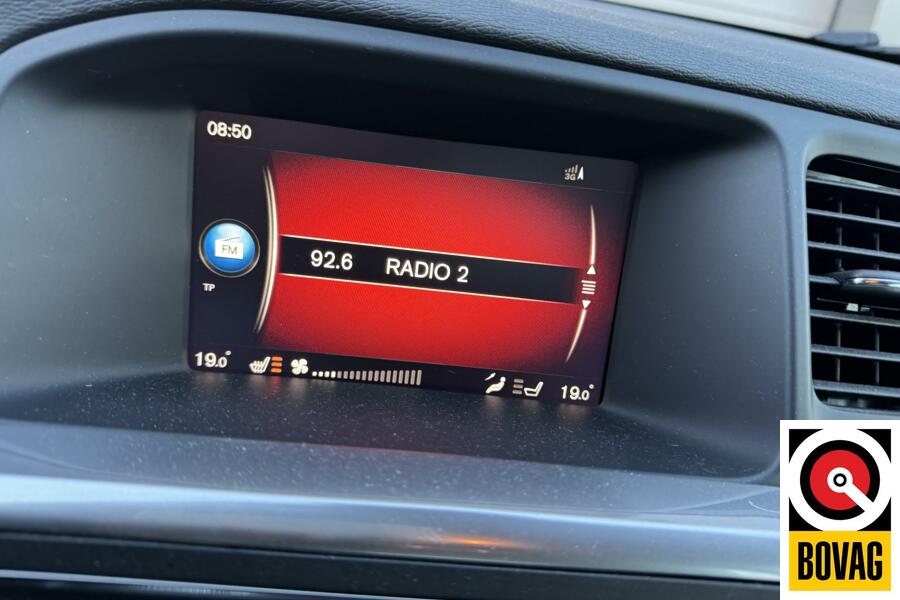 08:50
3G
FM
92.6 RADIO 2
TP
19.0° 19.0°
BOVAG